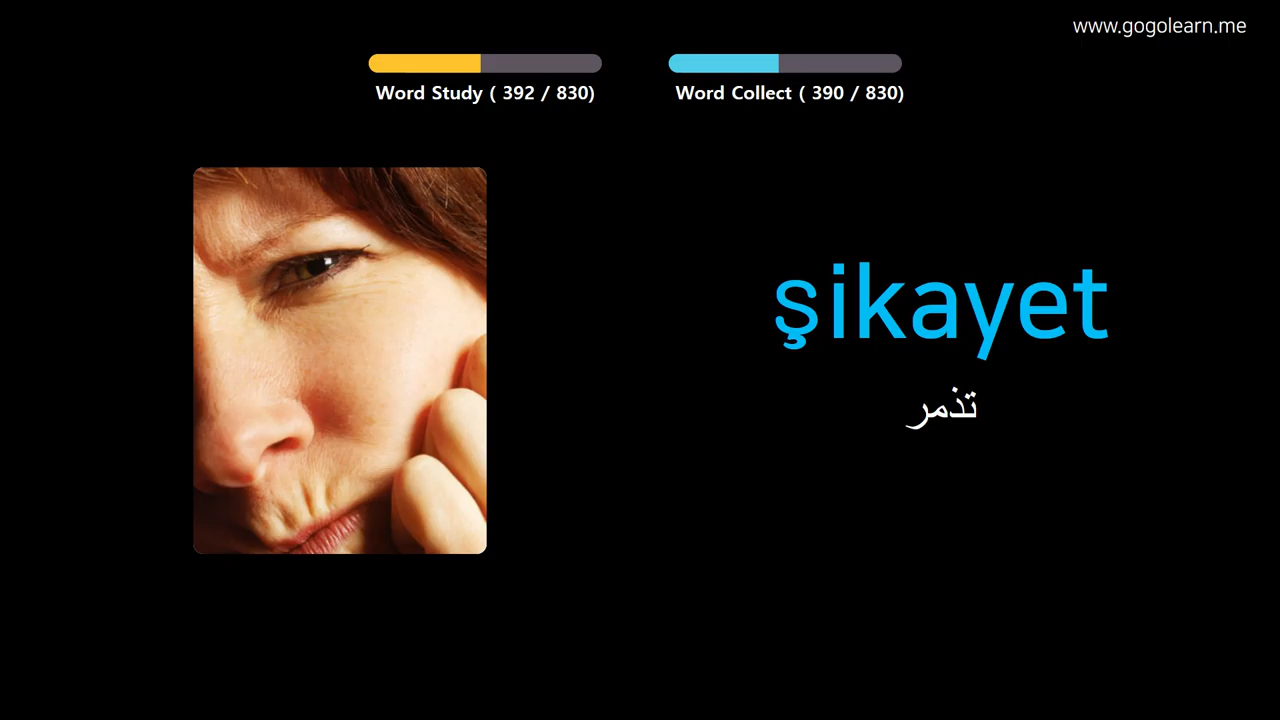 www.gogolearn.me
Word Study ( 392 / 830)
Word Collect ( 390 / 830)
şikayet
تذمر